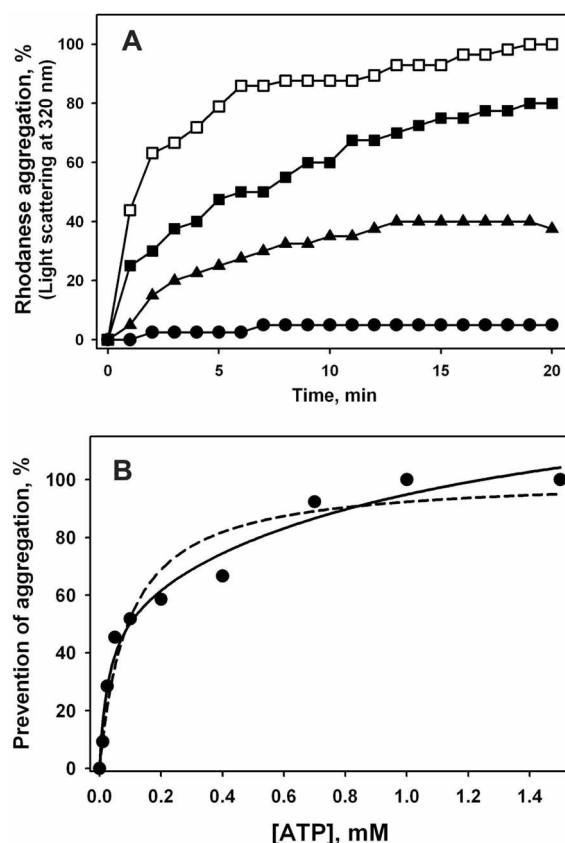 A
Rhodanese aggregation, %
(Light scattering at 320 nm)
100
80
60
40
20
0
0 5 10 15 20
Time, min
B
Prevention of aggregation, %
100
80
60
40
20
0
0.0 0.2 0.4 0.6 0.8 1.0 1.2 1.4
[ATP], mM